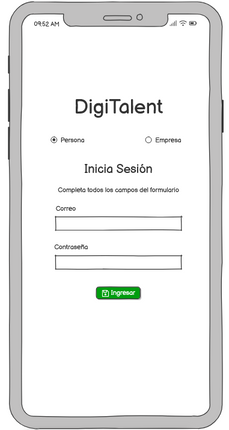 09:52 AM
DigiTalent
Persona Empresa
Inicia Sesión
Completa todos los campos del formulario
Correo
Contraseña
Ingresar